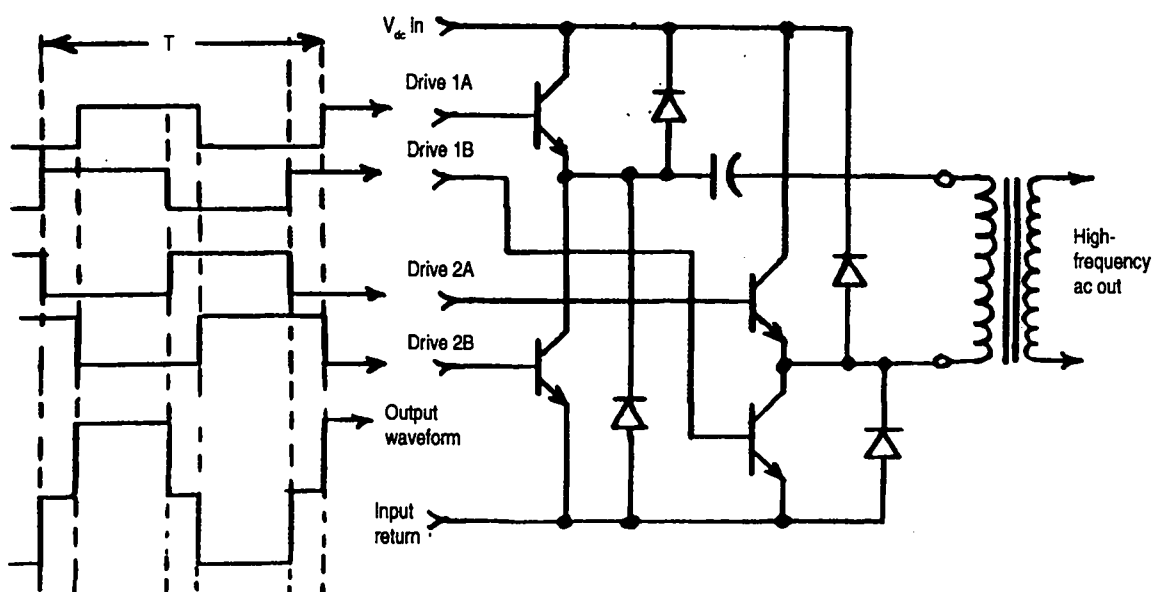 T
V_dc In
Drive 1A
Drive 1B
Drive 2A
Drive 2B
Output
waveform
Input
return
High-
frequency
ac out